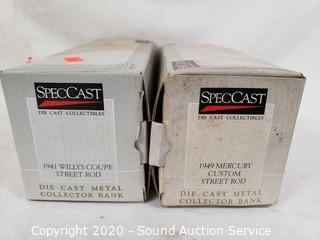 SPECCAST
DIE CAST COLLECTIBLES
1941 WILLYS COUPE
STREET ROD
DIE CAST METAL
COLLECTOR BANK
SPECCAST
DIE CAST COLLECTIBLES
1949 MERCURY
CUSTOM
STREET ROD
DIE CAST METAL
COLLECTOR BANK
Copyright 2020 - Sound Auction Service